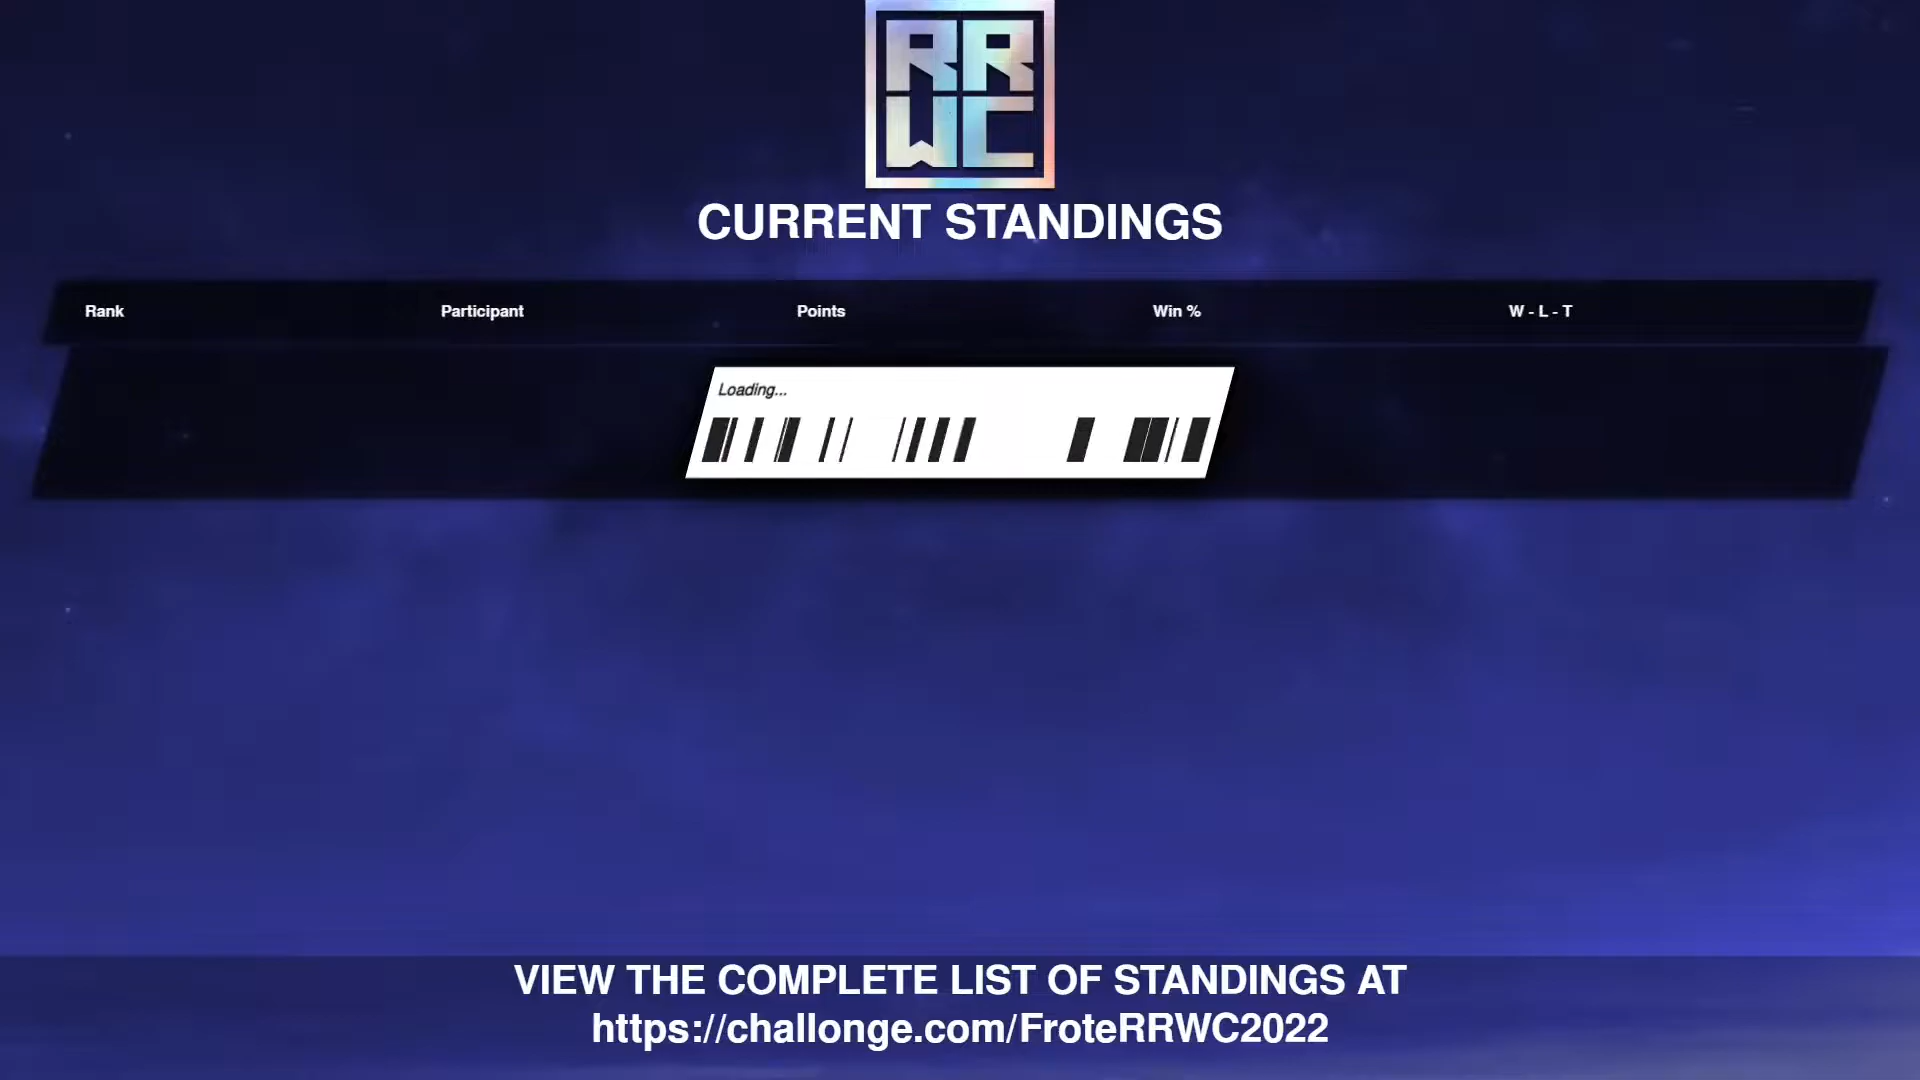 RR
WC
CURRENT STANDINGS
Rank Participant Points Win % W - L - T
Loading...
VIEW THE COMPLETE LIST OF STANDINGS AT
https://challonge.com/FroteRRWC2022